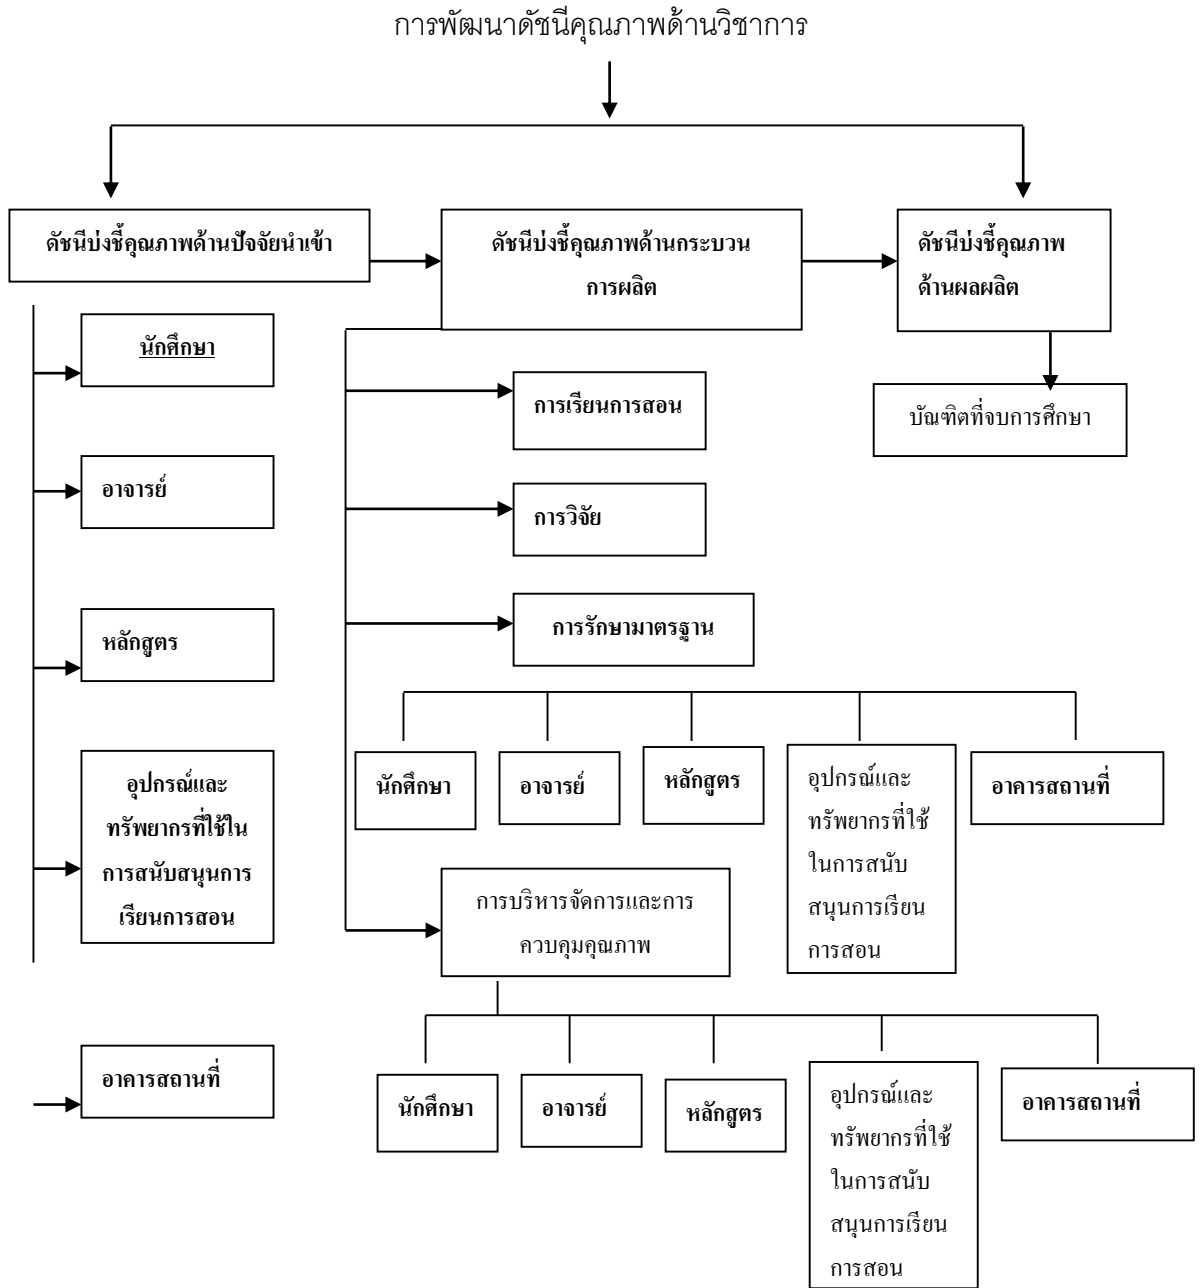 การพัฒนาดัชนีคุณภาพด้านวิชาการ
ดัชนีบ่งชี้คุณภาพด้านปัจจัยนำเข้า
ดัชนีบ่งชี้คุณภาพด้านกระบวน
การผลิต
ดัชนีบ่งชี้คุณภาพ
ด้านผลผลิต
นักศึกษา
อาจารย์
หลักสูตร
อุปกรณ์และ
ทรัพยากรที่ใช้ใน
การสนับสนุนการ
เรียนการสอน
อาคารสถานที่
การเรียนการสอน
การวิจัย
การรักษามาตรฐาน
นักศึกษา
อาจารย์
หลักสูตร
อุปกรณ์และ
ทรัพยากรที่ใช้
ในการสนับ
สนุนการเรียน
การสอน
อาคารสถานที่
การบริหารจัดการและการ
ควบคุมคุณภาพ
นักศึกษา
อาจารย์
หลักสูตร
อุปกรณ์และ
ทรัพยากรที่ใช้
ในการสนับ
สนุนการเรียน
การสอน
อาคารสถานที่
บัณฑิตที่จบการศึกษา